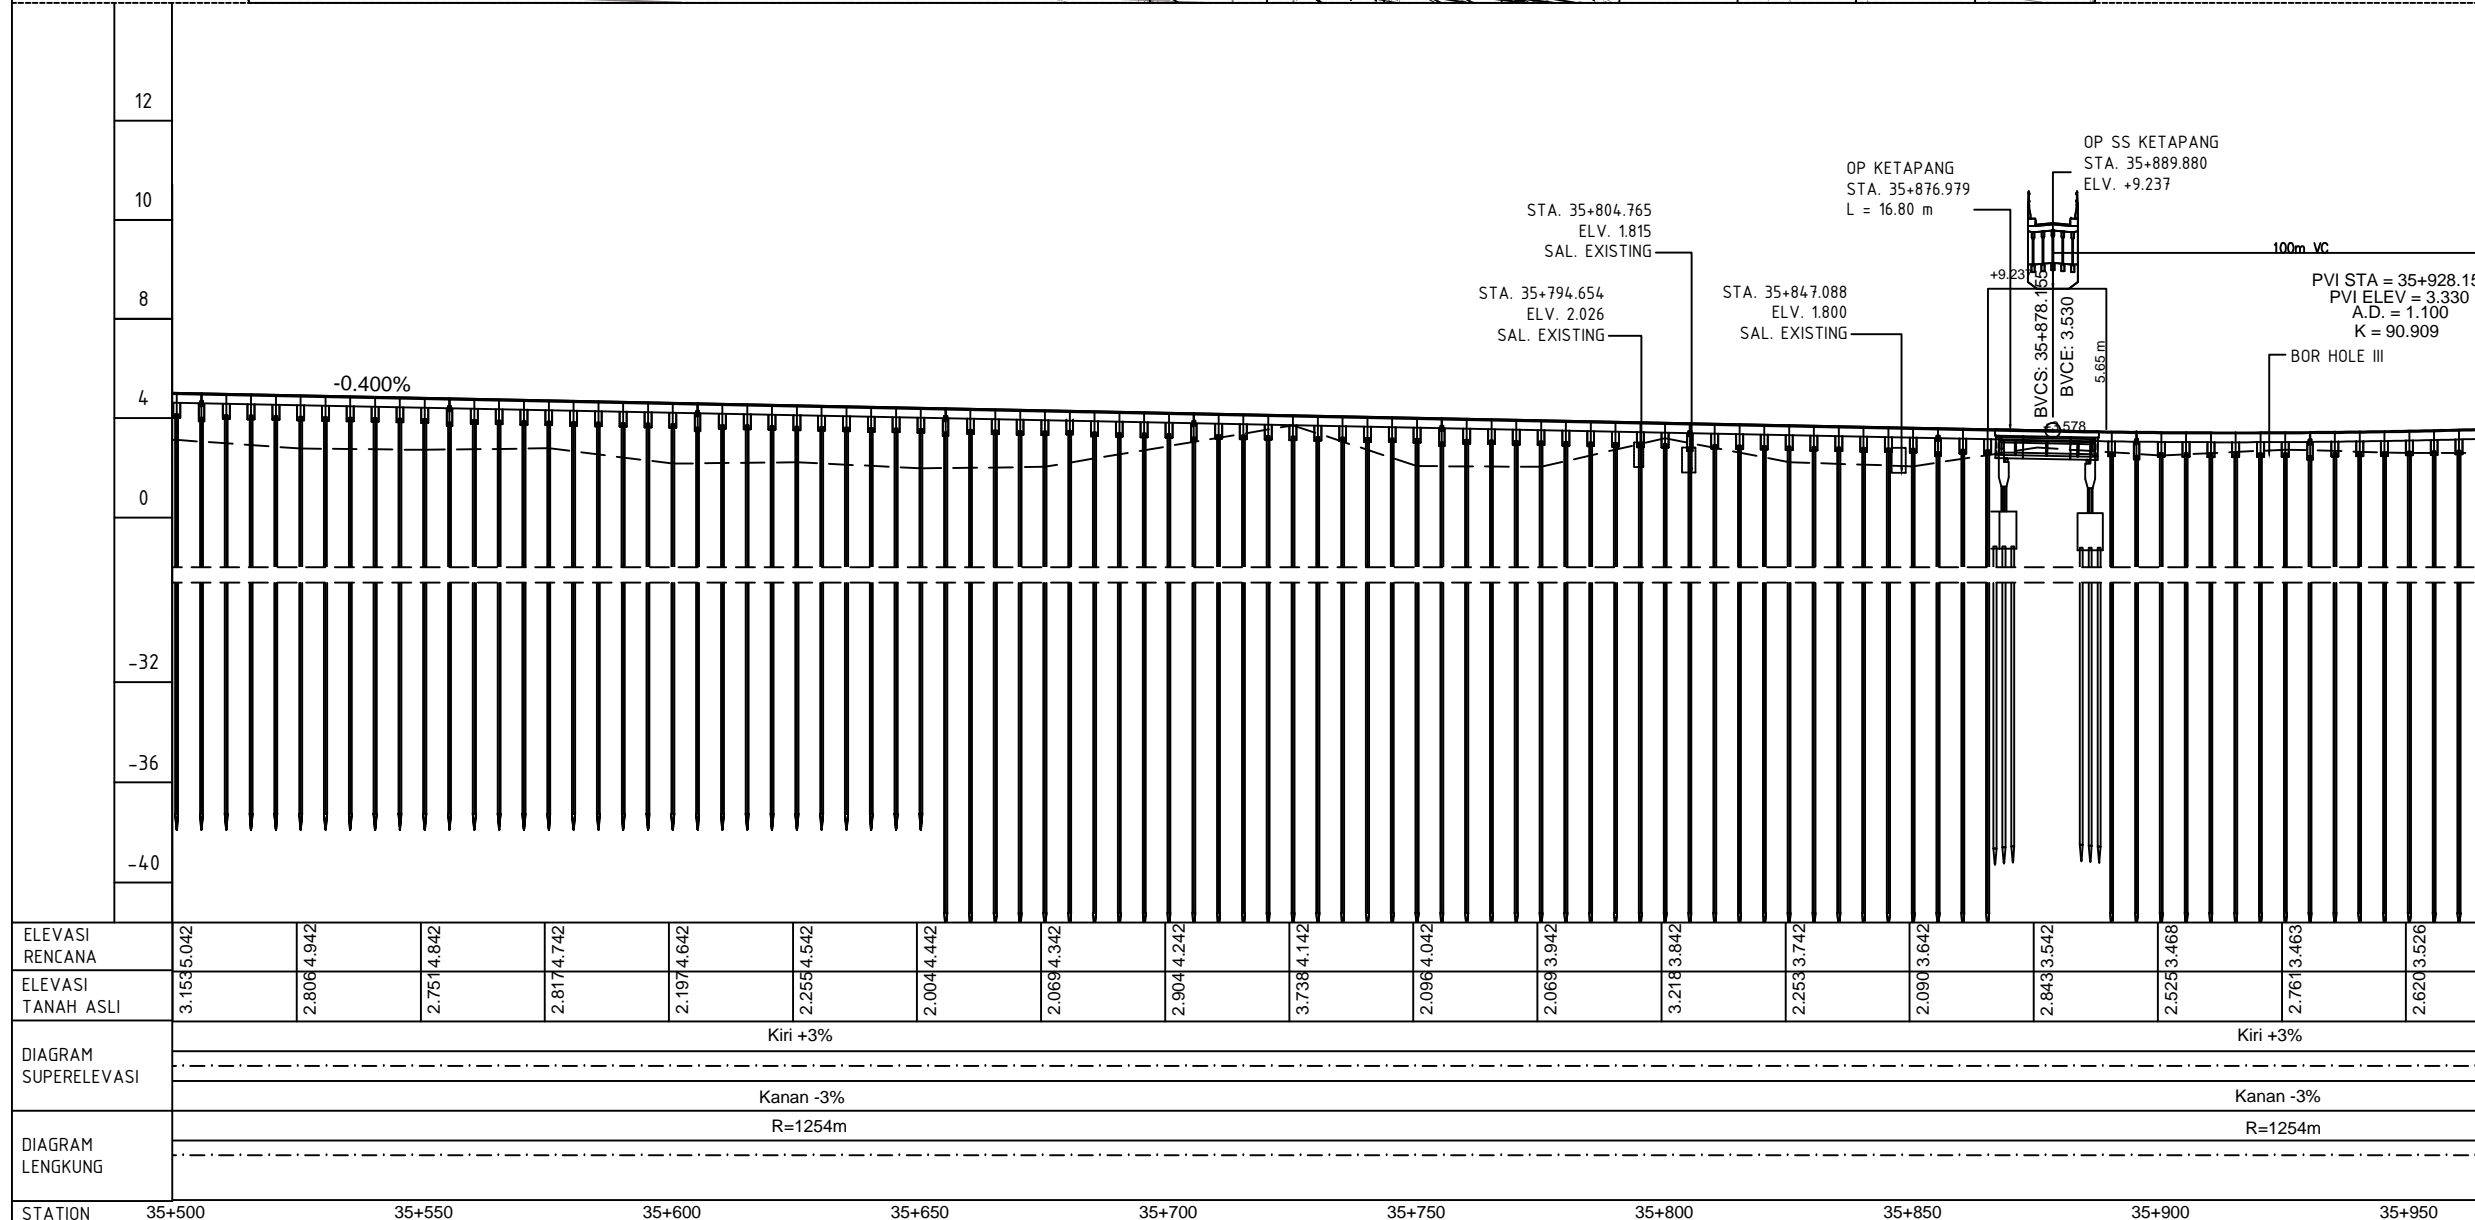 12
10
8
4
0
-32
-36
-40
-0.400%
STA. 35+804.765
ELV. 1.815
SAL. EXISTING
STA. 35+794.654
ELV. 2.026
SAL. EXISTING
STA. 35+847.088
ELV. 1.800
SAL. EXISTING
OP KETAPANG
STA. 35+876.979
L = 16.80 m
OP SS KETAPANG
STA. 35+889.880
ELV. +9.237
100m VC
+9.237
BVCS: 35+878.155
BVCE: 3.530
5.65 m
PVI STA = 35+928.15
PVI ELEV = 3.330
A.D. = 1.100
K = 90.909
BOR HOLE III
ELEVASI
RENCANA
5.042 4.942 4.842 4.742 4.642 4.542 4.442 4.342 4.242 4.142 4.042 3.942 3.842 3.742 3.642 3.542 3.468 3.463 3.526
ELEVASI
TANAH ASLI
3.153 2.806 2.751 2.817 2.197 2.255 2.004 2.069 2.904 3.738 2.096 2.069 3.218 2.253 2.090 2.843 2.525 2.761 2.620
DIAGRAM
SUPERELEVASI
Kiri +3% Kiri +3%
Kanan -3% Kanan -3%
DIAGRAM
LENGKUNG
R=1254m R=1254m
STATION 35+500 35+550 35+600 35+650 35+700 35+750 35+800 35+850 35+900 35+950